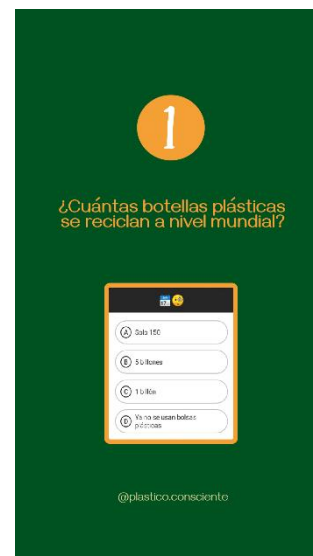 1
¿Cuántas botellas plásticas
se reciclan a nivel mundial?
A Solo 150
B 5 billones
C 1 billón
D Ya no se usan bolsas
plásticas
@plastico.consciente